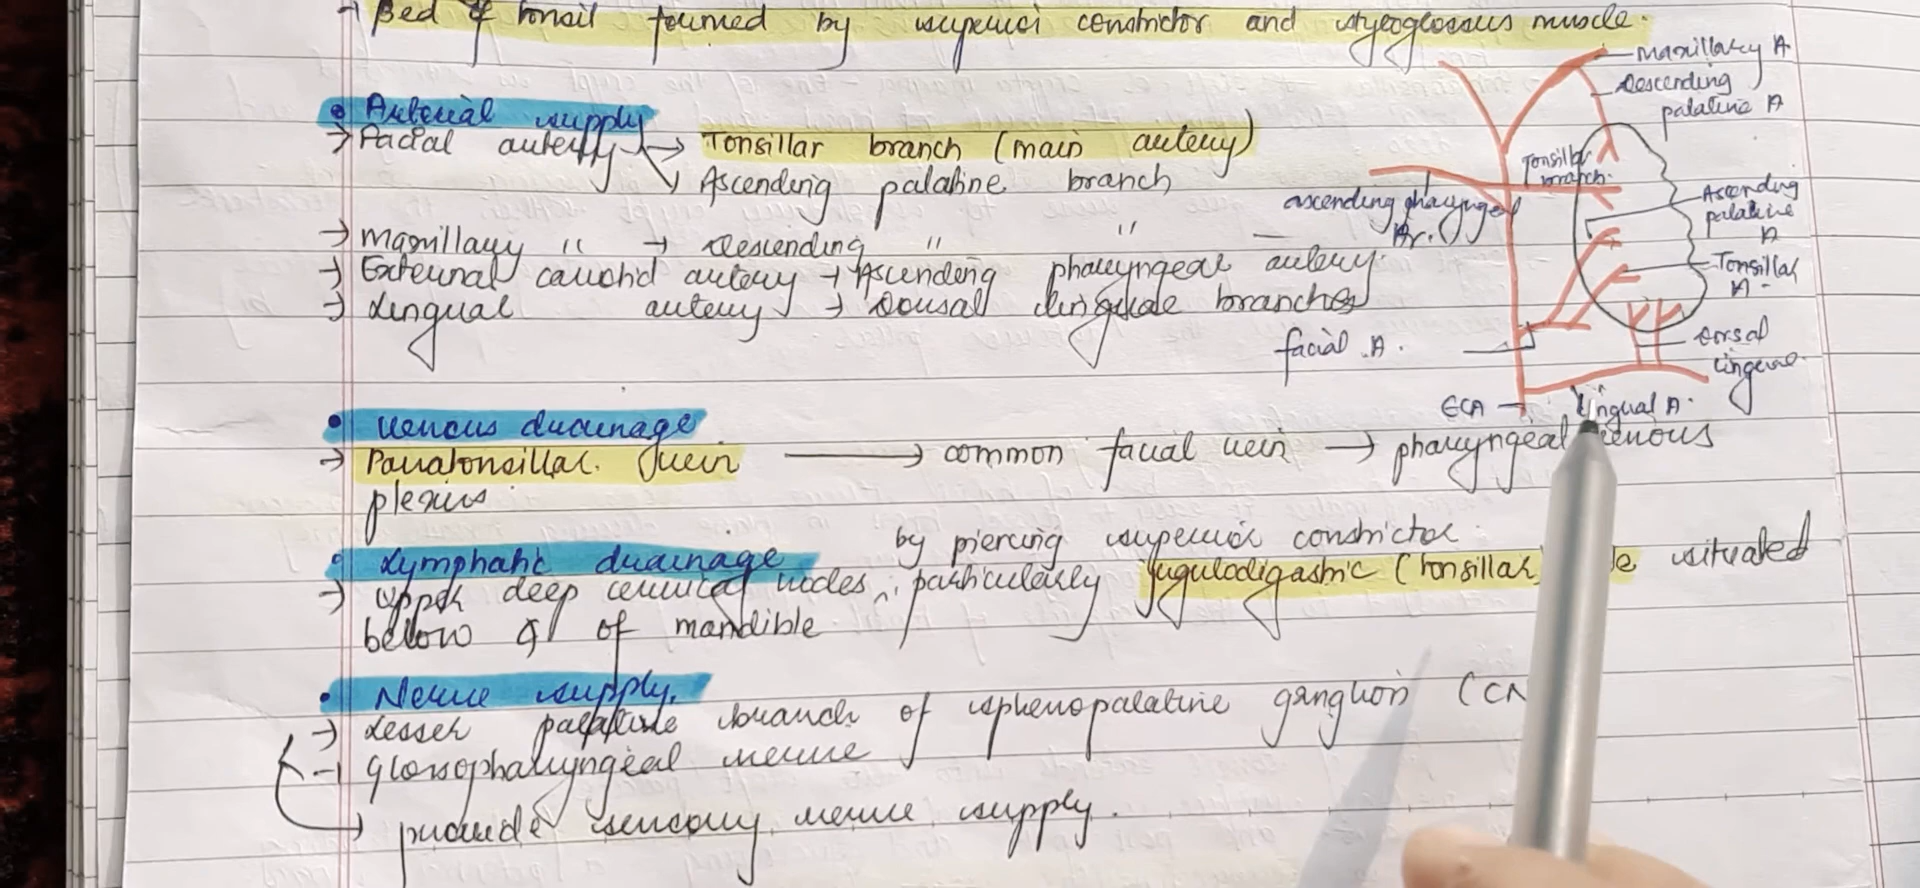 → Bed of tonsil formed by superior constrictor and styloglossus muscle.
• Arterial supply
→ Facial artery → Tonsillar branch (main artery)
→ Ascending palatine branch
→ Maxillary " → Descending " "
→ External carotid artery → Ascending pharyngeal artery.
→ Lingual artery → Dorsal lingual branches
Maxillary A
Descending
palatine A
Tonsillar
branch.
ascending pharyngeal
Ar.
Ascending
palatine
A
Tonsillar
A.
facial A.
Dorsal
lingual
ECA
lingual A.
• Venous drainage
→ Paratonsillar vein → common facial vein → pharyngeal venous
plexus
• Lymphatic drainage by piercing superior constrictor
→ upper deep cervical nodes, particularly Jugulodigastric (tonsillar situated
below of mandible
• Nerve supply.
→ Lesser palatine branch of sphenopalatine ganglion (CN
→ Glossopharyngeal nerve
→ provide sensory nerve supply.